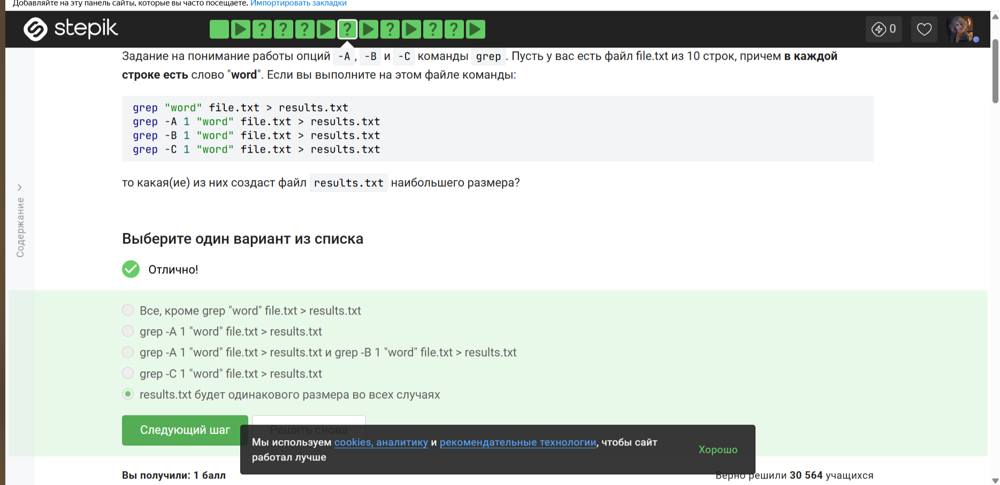 Добавляйте на эту панель сайты, которые вы часто посещаете. Импортировать закладки
stepik
? ? ? ? ? ? ?
0
Задание на понимание работы опций -A, -B и -C команды grep. Пусть у вас есть файл file.txt из 10 строк, причем в каждой
строке есть слово "word". Если вы выполните на этом файле команды:
grep "word" file.txt > results.txt
grep -A 1 "word" file.txt > results.txt
grep -B 1 "word" file.txt > results.txt
grep -C 1 "word" file.txt > results.txt
то какая(ие) из них создаст файл results.txt наибольшего размера?
Содержание
Выберите один вариант из списка
Отлично!
Все, кроме grep "word" file.txt > results.txt
grep -A 1 "word" file.txt > results.txt
grep -A 1 "word" file.txt > results.txt и grep -B 1 "word" file.txt > results.txt
grep -C 1 "word" file.txt > results.txt
results.txt будет одинакового размера во всех случаях
Следующий шаг
Решить снова
Мы используем cookies, аналитику и рекомендательные технологии, чтобы сайт
работал лучше
Хорошо
Вы получили: 1 балл
Верно решили 30 564 учащихся